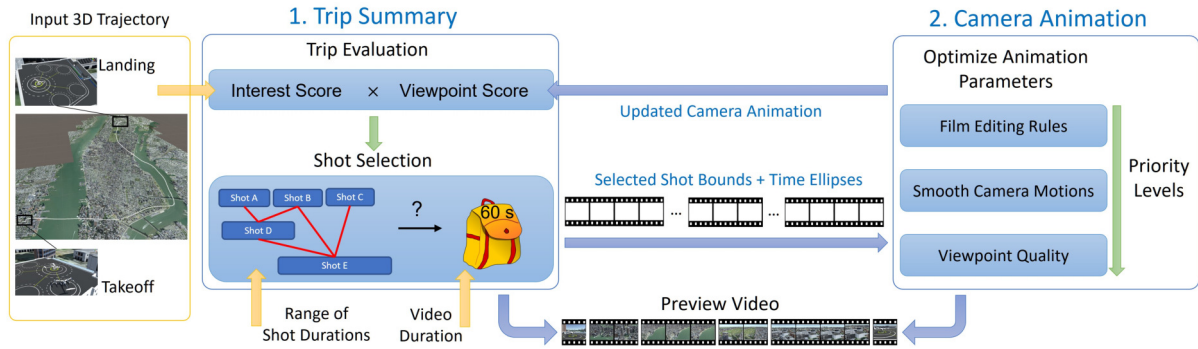 Input 3D Trajectory
Landing
Takeoff
1. Trip Summary
Trip Evaluation
Interest Score × Viewpoint Score
Shot Selection
Shot A
Shot B
Shot C
Shot D
Shot E
?
60 s
Range of
Shot Durations
Video
Duration
Updated Camera Animation
Selected Shot Bounds + Time Ellipses
... ...
Preview Video
2. Camera Animation
Optimize Animation
Parameters
Film Editing Rules
Smooth Camera Motions
Viewpoint Quality
Priority
Levels